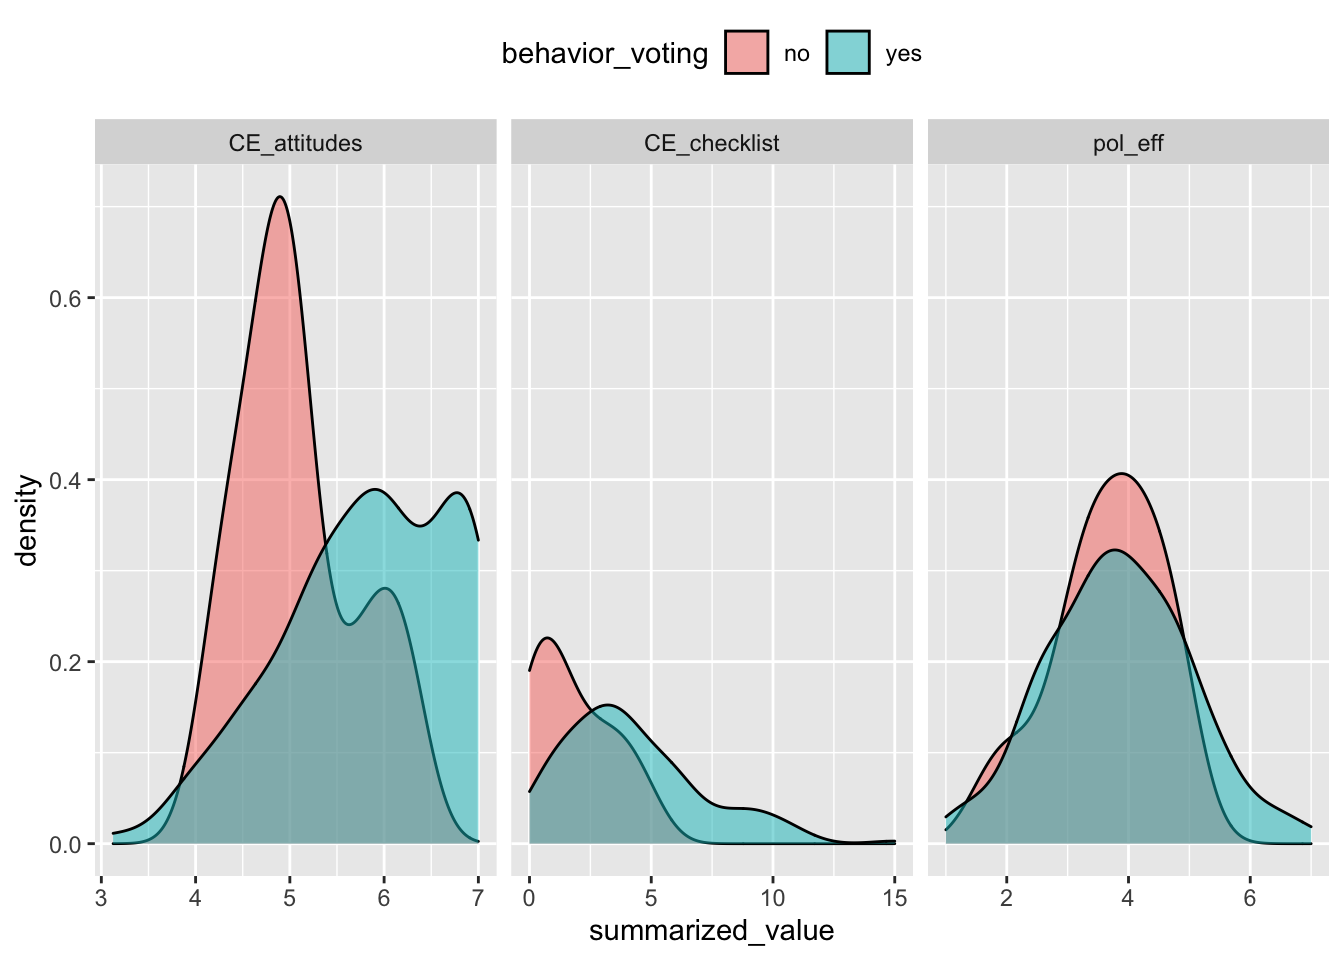 behavior_voting no yes
CE_attitudes CE_checklist pol_eff
density
0.6
0.4
0.2
0.0
3 4 5 6 7 0 5 10 15 2 4 6
summarized_value